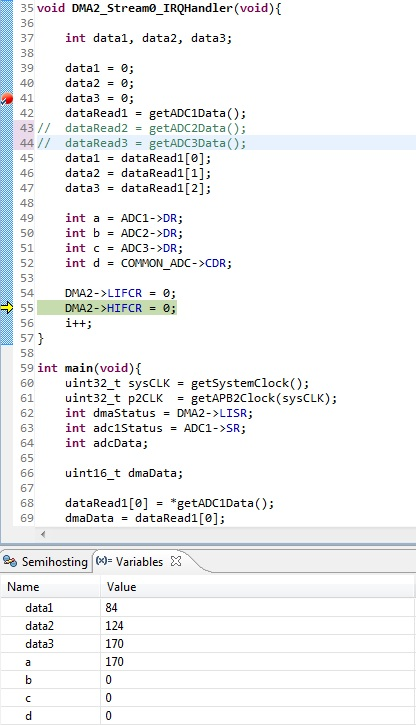 35 void DMA2_Stream0_IRQHandler(void){
36
37 int data1, data2, data3;
38
39 data1 = 0;
40 data2 = 0;
41 data3 = 0;
42 dataRead1 = getADC1Data();
43 // dataRead2 = getADC2Data();
44 // dataRead3 = getADC3Data();
45 data1 = dataRead1[0];
46 data2 = dataRead1[1];
47 data3 = dataRead1[2];
48
49 int a = ADC1->DR;
50 int b = ADC2->DR;
51 int c = ADC3->DR;
52 int d = COMMON_ADC->CDR;
53
54 DMA2->LIFCR = 0;
55 DMA2->HIFCR = 0;
56 i++;
57 }
58
59 int main(void){
60 uint32_t sysCLK = getSystemClock();
61 uint32_t p2CLK = getAPB2Clock(sysCLK);
62 int dmaStatus = DMA2->LISR;
63 int adc1Status = ADC1->SR;
64 int adcData;
65
66 uint16_t dmaData;
67
68 dataRead1[0] = *getADC1Data();
69 dmaData = dataRead1[0];
Semihosting (x)= Variables
Name Value
data1 84
data2 124
data3 170
a 170
b 0
c 0
d 0